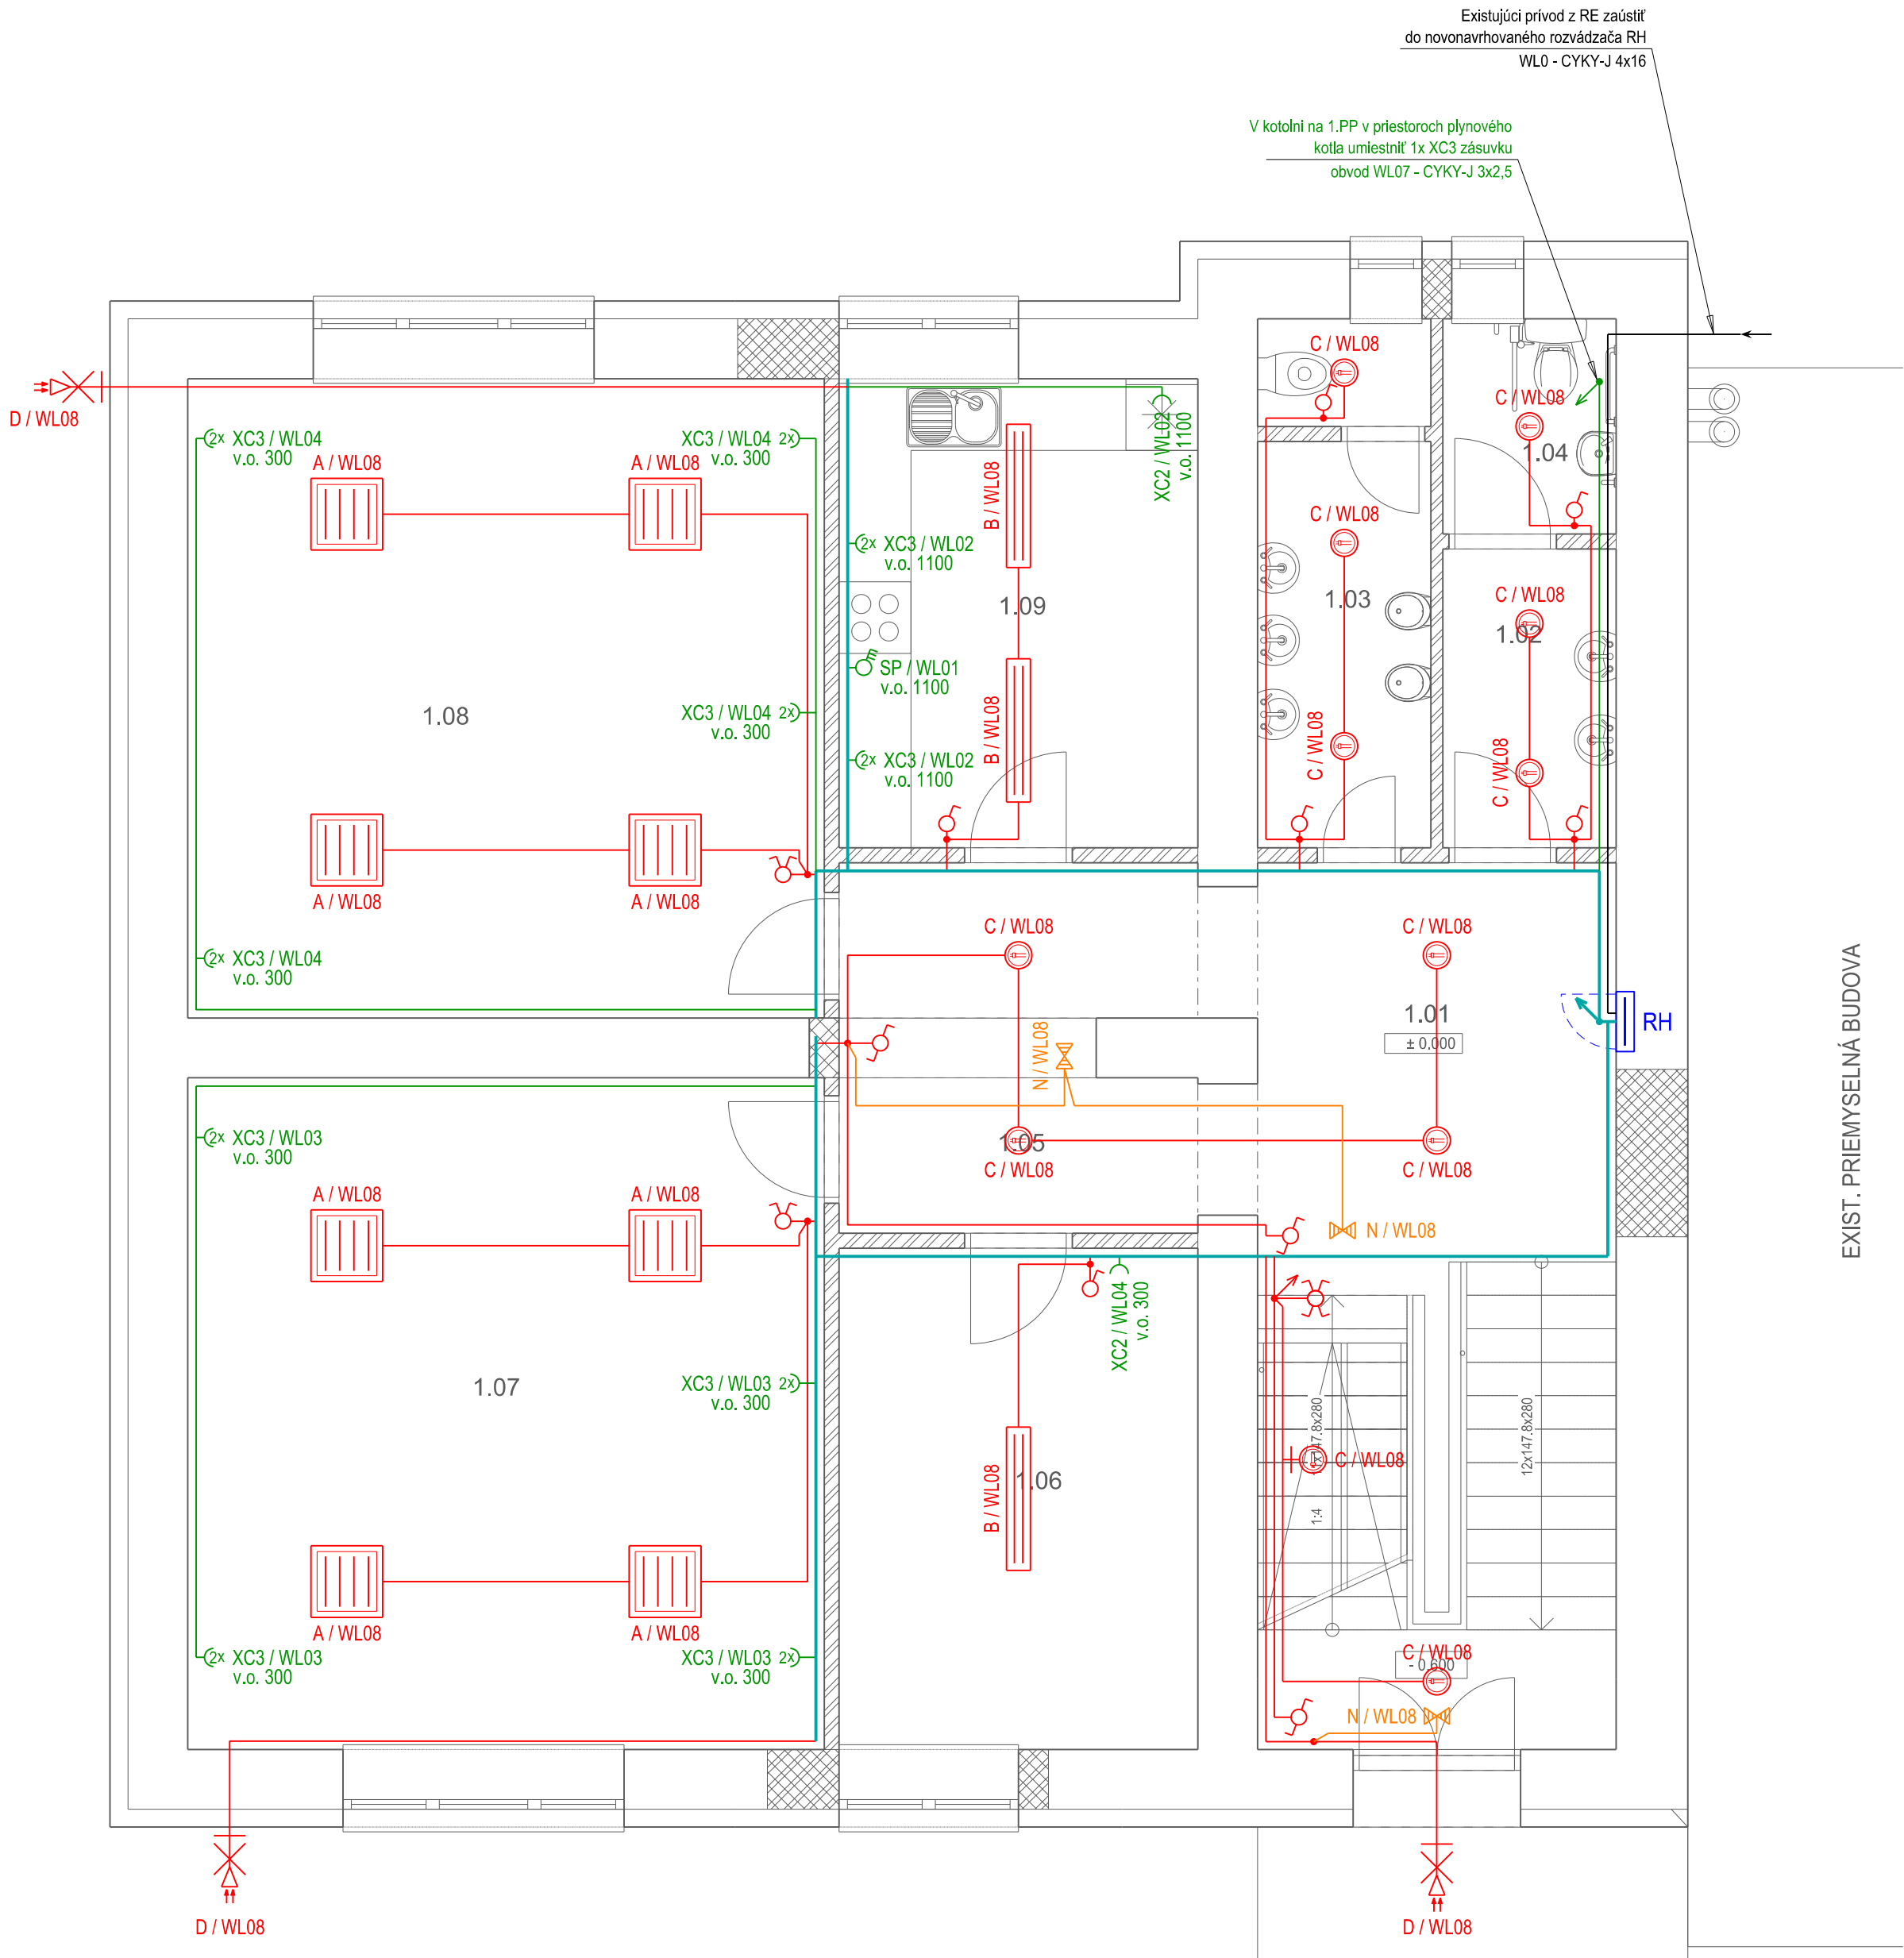 Existujúci prívod z RE zaústiť
do novonavrhovaného rozvádzača RH
WL0 - CYKY-J 4x16
V kotolni na 1.PP v priestoroch plynového
kotla umiestniť 1x XC3 zásuvku
obvod WL07 - CYKY-J 3x2,5
D / WL08
2x XC3 / WL04
v.o. 300
XC3 / WL04 2x
v.o. 300
A / WL08
A / WL08
XC3 / WL04 2x
v.o. 300
1.08
A / WL08
A / WL08
2x XC3 / WL04
v.o. 300
B / WL08
XC2 / WL02
v.o. 1100
2x XC3 / WL02
v.o. 1100
1.09
SP / WL01
v.o. 1100
B / WL08
2x XC3 / WL02
v.o. 1100
C / WL08
C / WL08
1.03
C / WL08
C / WL08
1.04
C / WL08
1.02
C / WL08
C / WL08
C / WL08
1.01
± 0,000
RH
N / WL08
1.05
C / WL08
C / WL08
N / WL08
EXIST. PRIEMYSELNÁ BUDOVA
2x XC3 / WL03
v.o. 300
A / WL08
A / WL08
XC3 / WL03 2x
v.o. 300
1.07
A / WL08
A / WL08
2x XC3 / WL03
v.o. 300
XC3 / WL03 2x
v.o. 300
XC2 / WL04
v.o. 300
B / WL08
1.06
C / WL08
1:4
12x147.8x280
C / WL08
- 0,600
N / WL08
D / WL08
D / WL08